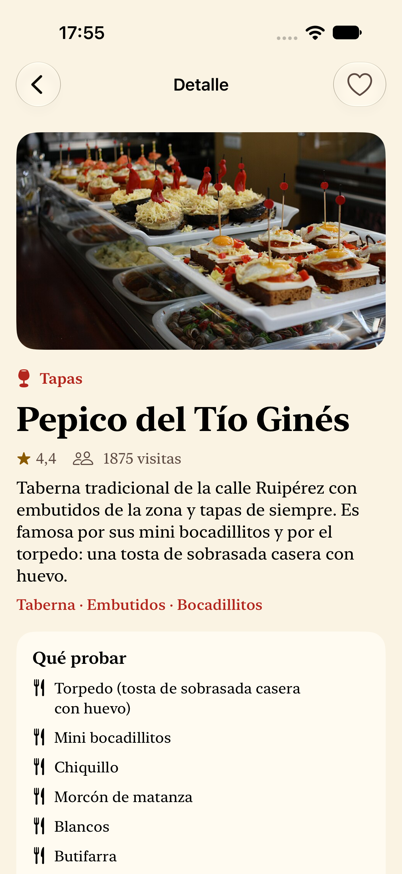 17:55
Detalle
Tapas
Pepico del Tío Ginés
4,4 1875 visitas
Taberna tradicional de la calle Ruipérez con
embutidos de la zona y tapas de siempre. Es
famosa por sus mini bocadillitos y por el
torpedo: una tosta de sobrasada casera con
huevo.
Taberna · Embutidos · Bocadillitos
Qué probar
Torpedo (tosta de sobrasada casera
con huevo)
Mini bocadillitos
Chiquillo
Morcón de matanza
Blancos
Butifarra